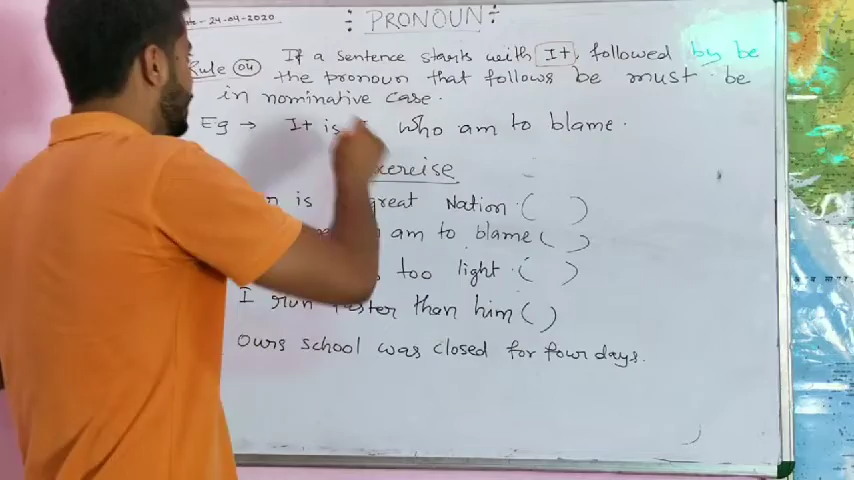 ate - 24-04-2020
PRONOUN
Rule 04 If a sentence starts with It, followed by be
the pronoun that follows be must be
in nominative case.
Eg → It is I who am to blame.
xercise
is great Nation. ( )
am to blame ( )
too light. ( )
I run faster than him ( )
Ours school was closed for four days.